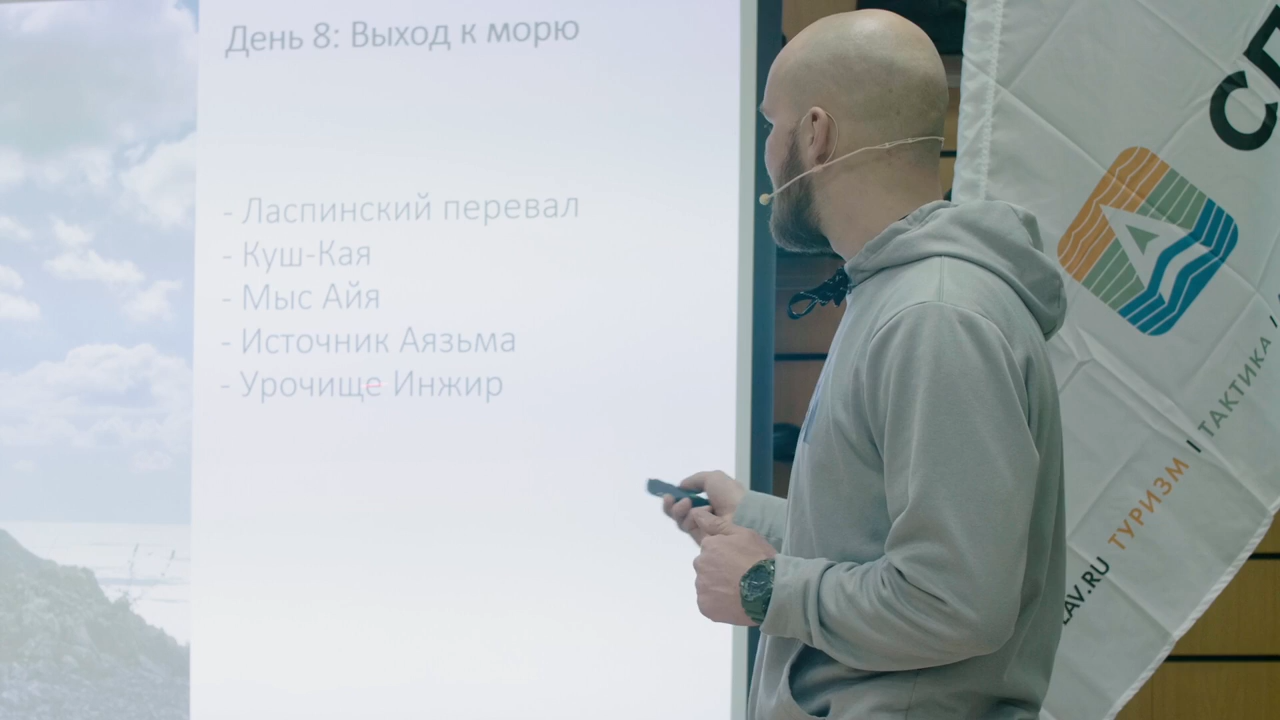 День 8: Выход к морю
- Ласпинский перевал
- Куш-Кая
- Мыс Айя
- Источник Аязьма
- Урочище Инжир
ТУРИЗМ I ТАКТИКА I